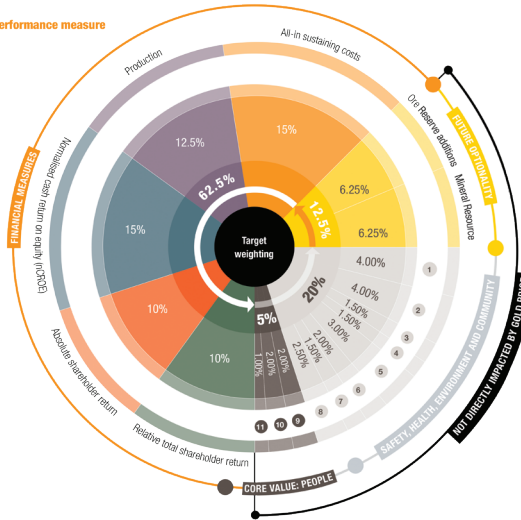 erformance measure
Production
All-in sustaining costs
Ore Reserve additions
Mineral Resource
Normalised cash return on
equity (nCROE)
Absolute shareholder return
Relative total shareholder return
FINANCIAL MEASURES
FUTURE OPTIONALITY
SAFETY, HEALTH, ENVIRONMENT AND COMMUNITY
CORE VALUE: PEOPLE
12.5%
15%
6.25%
6.25%
15%
10%
10%
62.5%
12.5%
20%
5%
Target
weighting
4.00%
4.00%
1.50%
1.50%
3.00%
2.00%
1.50%
2.50%
2.00%
2.00%
1.00%
1
2
3
4
5
6
7
8
9
10
11
NOT DIRECTLY IMPACTED BY GOLD